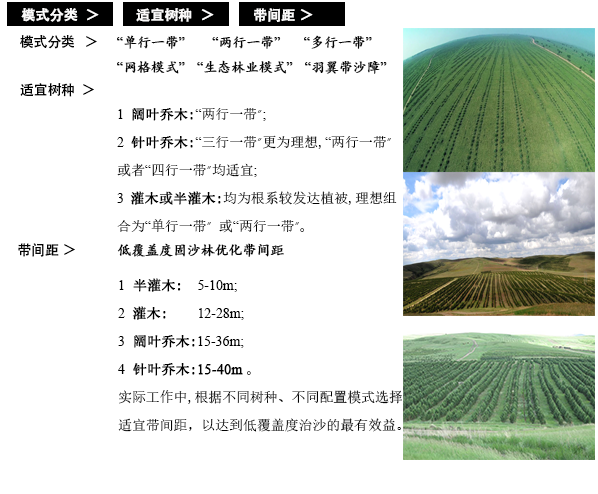 模式分类 > 适宜树种 > 带间距 >
模式分类 > “单行一带” “两行一带” “多行一带”
“网格模式” “生态林业模式” “羽翼带沙障”
适宜树种 >
1 阔叶乔木:“两行一带”;
2 针叶乔木:“三行一带”更为理想,“两行一带”
或者“四行一带”均适宜;
3 灌木或半灌木:均为根系较发达植被,理想组
合为“单行一带” 或“两行一带”。
带间距 > 低覆盖度固沙林优化带间距
1 半灌木: 5-10m;
2 灌木: 12-28m;
3 阔叶乔木:15-36m;
4 针叶乔木:15-40m 。
实际工作中,根据不同树种、不同配置模式选择
适宜带间距，以达到低覆盖度治沙的最有效益。